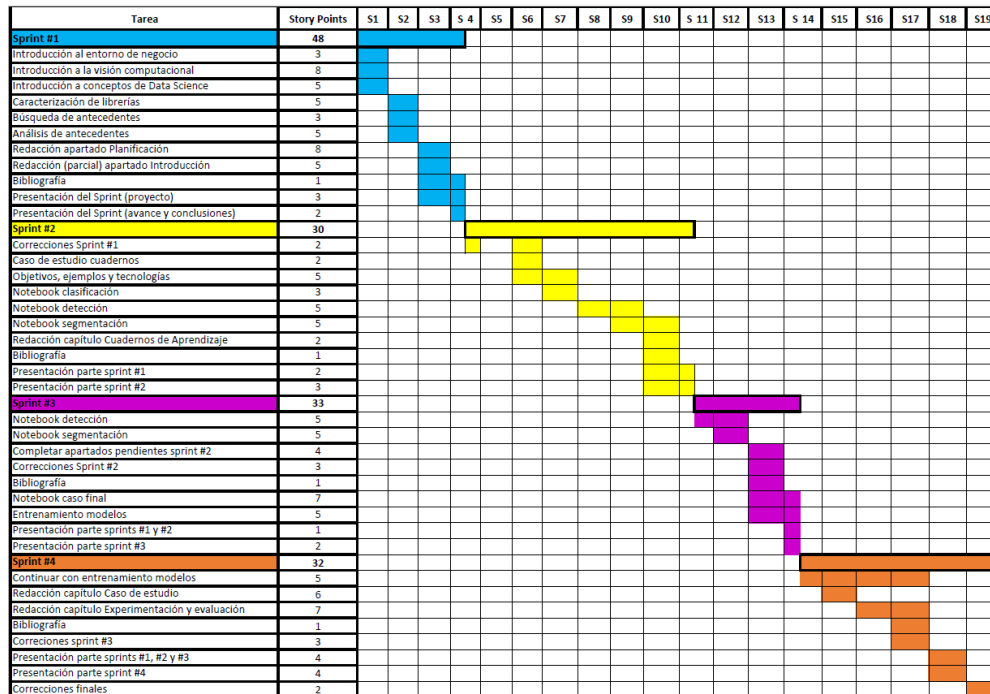 Tarea Story Points S1 S2 S3 S 4 S5 S6 S7 S8 S9 S10 S 11 S12 S13 S 14 S15 S16 S17 S18 S19
Sprint #1 48
Introducción al entorno de negocio 3
Introducción a la visión computacional 8
Introducción a conceptos de Data Science 5
Caracterización de librerías 5
Búsqueda de antecedentes 3
Análisis de antecedentes 5
Redacción apartado Planificación 8
Redacción (parcial) apartado Introducción 5
Bibliografía 1
Presentación del Sprint (proyecto) 3
Presentación del Sprint (avance y conclusiones) 2
Sprint #2 30
Correcciones Sprint #1 2
Caso de estudio cuadernos 2
Objetivos, ejemplos y tecnologías 5
Notebook clasificación 3
Notebook detección 5
Notebook segmentación 5
Redacción capítulo Cuadernos de Aprendizaje 2
Bibliografía 1
Presentación parte sprint #1 2
Presentación parte sprint #2 3
Sprint #3 33
Notebook detección 5
Notebook segmentación 5
Completar apartados pendientes sprint #2 4
Correcciones Sprint #2 3
Bibliografía 1
Notebook caso final 7
Entrenamiento modelos 5
Presentación parte sprints #1 y #2 1
Presentación parte sprint #3 2
Sprint #4 32
Continuar con entrenamiento modelos 5
Redacción capítulo Caso de estudio 6
Redacción capítulo Experimentación y evaluación 7
Bibliografía 1
Correciones sprint #3 3
Presentación parte sprints #1, #2 y #3 4
Presentación parte sprint #4 4
Correcciones finales 2